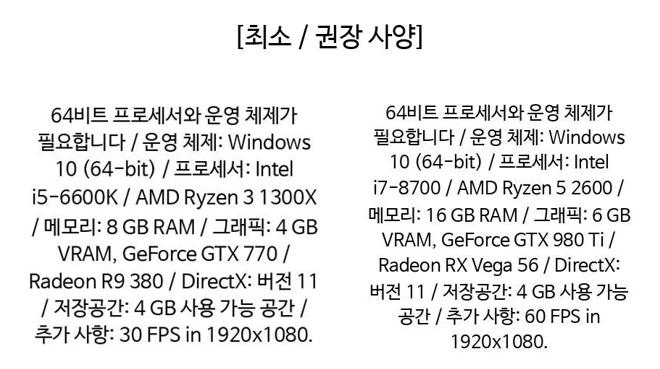 [최소 / 권장 사양]
64비트 프로세서와 운영 체제가
필요합니다 / 운영 체제: Windows
10 (64-bit) / 프로세서: Intel
i5-6600K / AMD Ryzen 3 1300X
/ 메모리: 8 GB RAM / 그래픽: 4 GB
VRAM, GeForce GTX 770 /
Radeon R9 380 / DirectX: 버전 11
/ 저장공간: 4 GB 사용 가능 공간 /
추가 사항: 30 FPS in 1920x1080.
64비트 프로세서와 운영 체제가
필요합니다 / 운영 체제: Windows
10 (64-bit) / 프로세서: Intel
i7-8700 / AMD Ryzen 5 2600 /
메모리: 16 GB RAM / 그래픽: 6 GB
VRAM, GeForce GTX 980 Ti /
Radeon RX Vega 56 / DirectX:
버전 11 / 저장공간: 4 GB 사용 가능
공간 / 추가 사항: 60 FPS in
1920x1080.